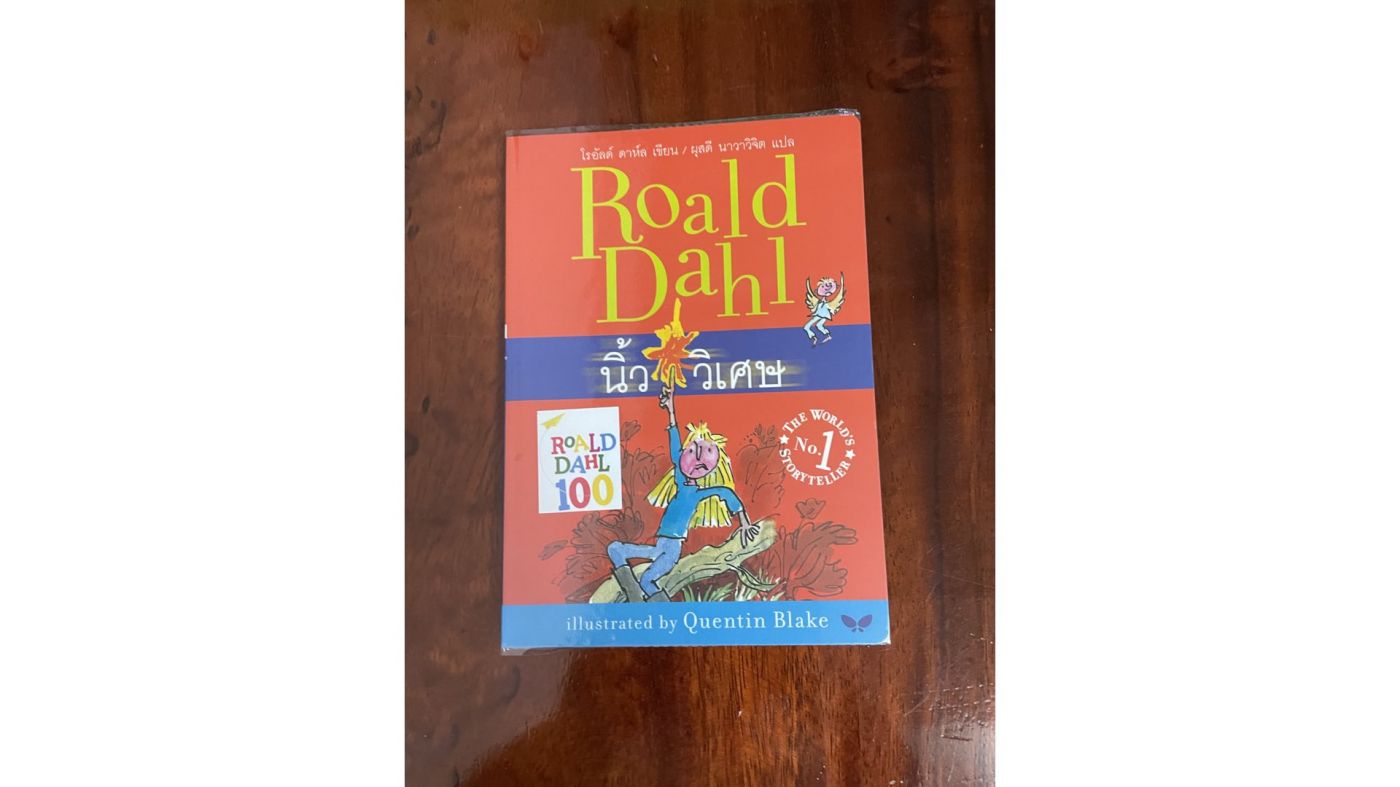 โรอัลด์ ดาห์ล เขียน / ผุสดี นาวาวิจิต แปล
Roald
Dahl
นิ้ว วิเศษ
ROALD
DAHL
100
THE WORLD'S
No.1
STORYTELLER
illustrated by Quentin Blake